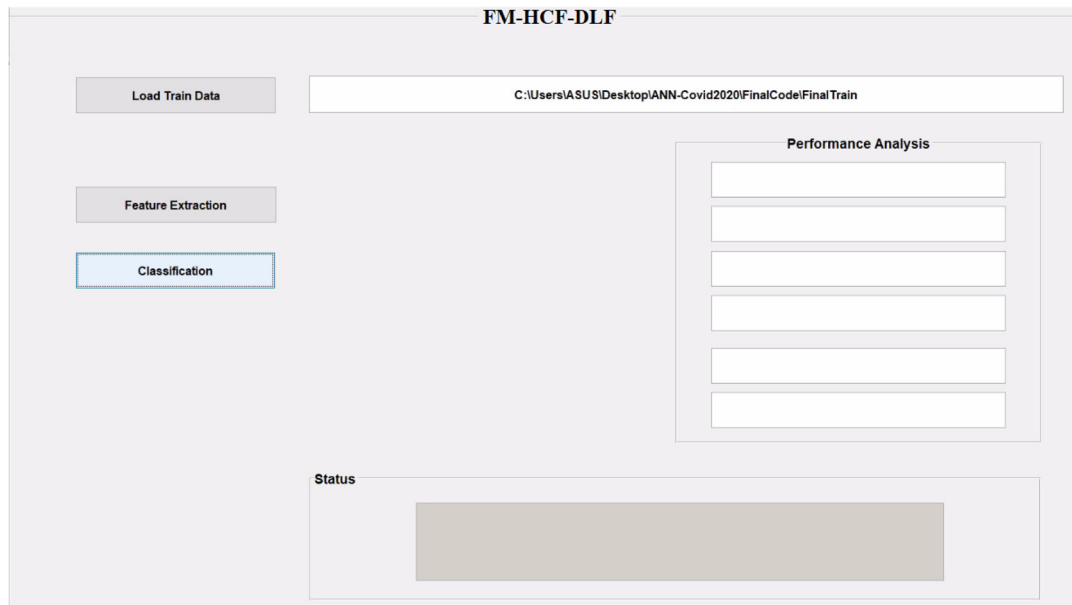 FM-HCF-DLF
Load Train Data
C:\Users\ASUS\Desktop\ANN-Covid2020\FinalCode\FinalTrain
Performance Analysis
Feature Extraction
Classification
Status